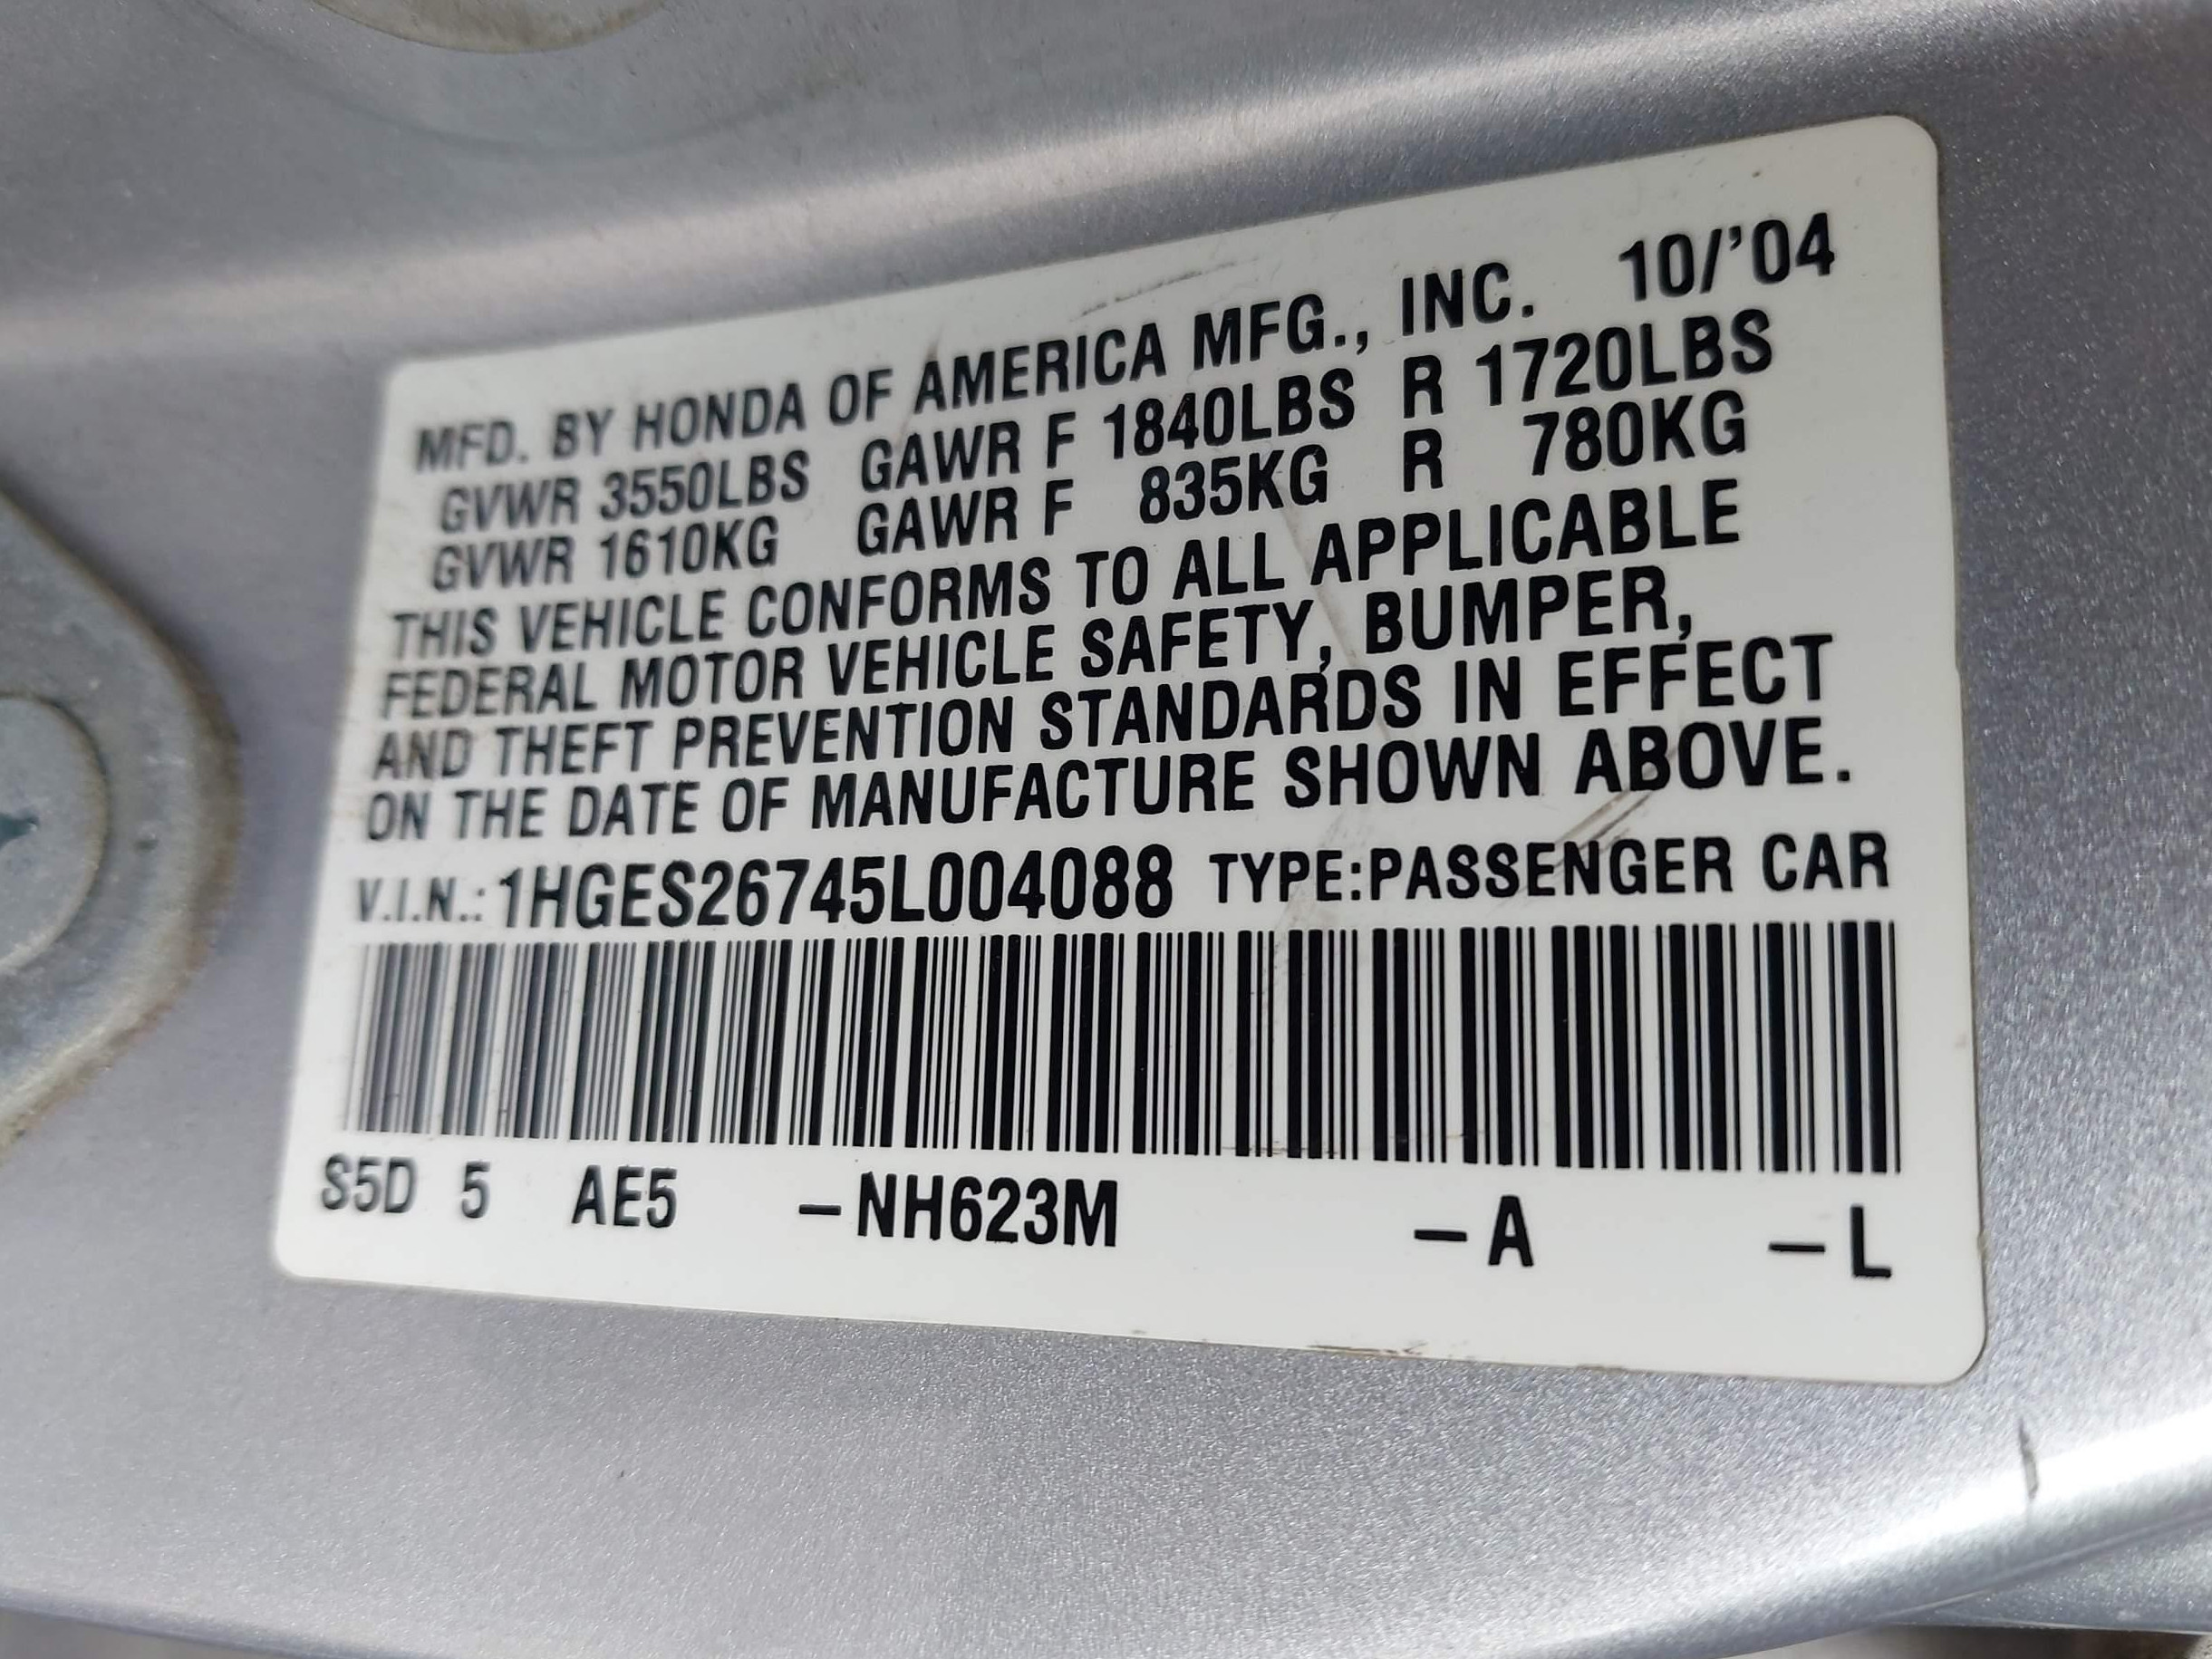 MFD. BY HONDA OF AMERICA MFG., INC. 10/'04
GVWR 3550LBS GAWR F 1840LBS R 1720LBS
GVWR 1610KG GAWR F 835KG R 780KG
THIS VEHICLE CONFORMS TO ALL APPLICABLE
FEDERAL MOTOR VEHICLE SAFETY, BUMPER,
AND THEFT PREVENTION STANDARDS IN EFFECT
ON THE DATE OF MANUFACTURE SHOWN ABOVE.
V.I.N.: 1HGES26745L004088 TYPE:PASSENGER CAR
S5D 5 AE5 –NH623M –A –L